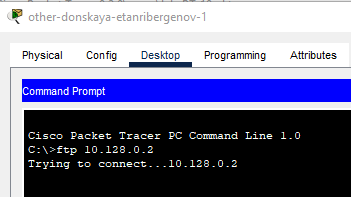 other-donskaya-etanribergenov-1
Physical Config Desktop Programming Attributes
Command Prompt
Cisco Packet Tracer PC Command Line 1.0
C:\>ftp 10.128.0.2
Trying to connect...10.128.0.2